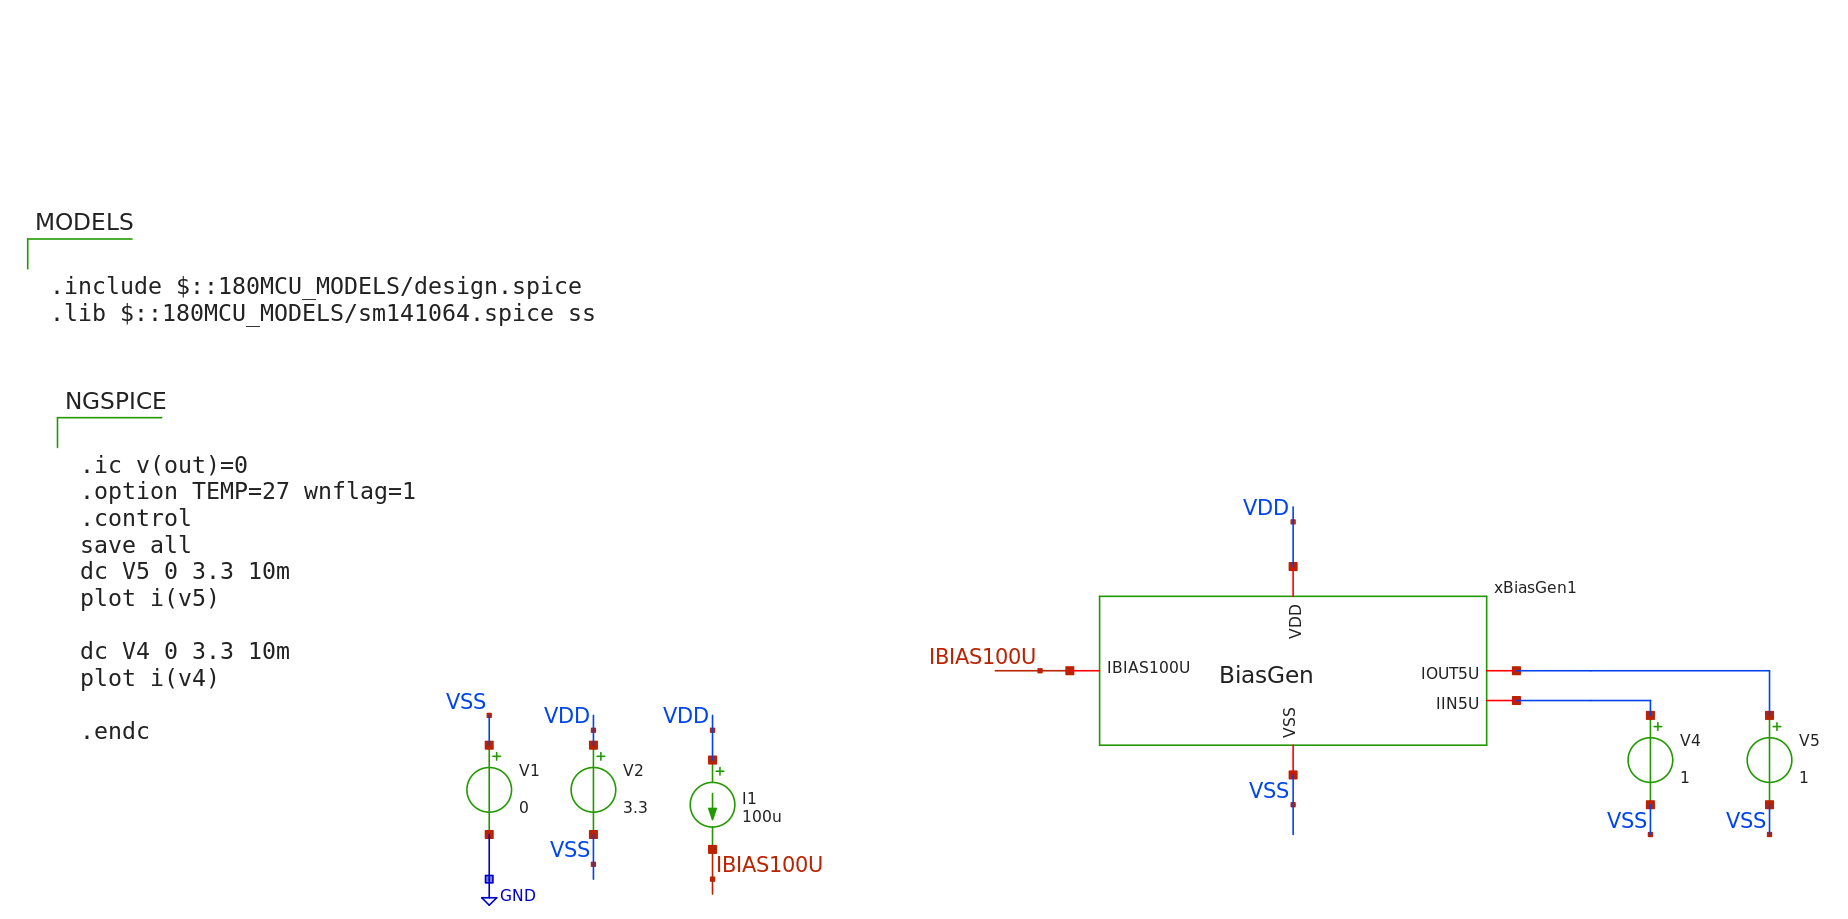 MODELS
.include $::180MCU_MODELS/design.spice
.lib $::180MCU_MODELS/sm141064.spice ss
NGSPICE
.ic v(out)=0
.option TEMP=27 wnflag=1
.control
save all
dc V5 0 3.3 10m
plot i(v5)
dc V4 0 3.3 10m
plot i(v4)
.endc
VSS
V1
0
GND
VDD
V2
3.3
VSS
VDD
I1
100u
IBIAS100U
VDD
xBiasGen1
VDD
IBIAS100U
IBIAS100U
BiasGen
IOUT5U
IIN5U
VSS
VSS
V4
1
VSS
V5
1
VSS